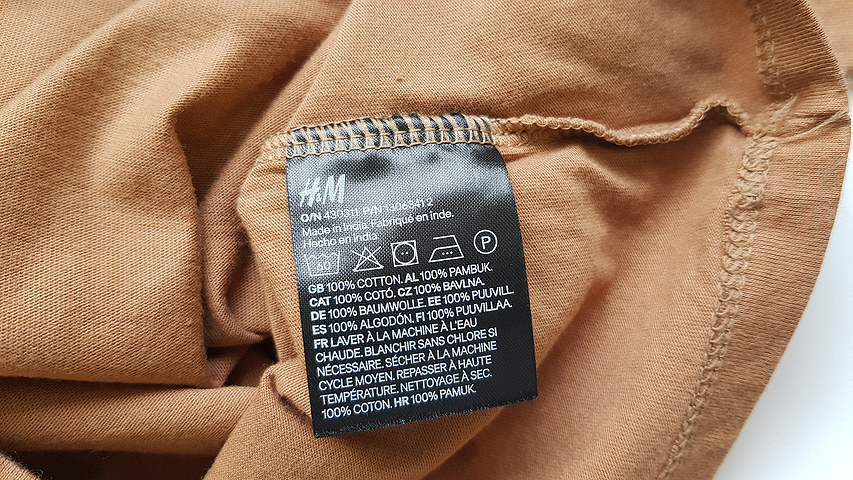 H&M
O/N 430311 P/N 13063412
Made in India. Fabriqué en inde.
Hecho en india.
60 P
GB 100% COTTON. AL 100% PAMBUK.
CAT 100% COTÓ. CZ 100% BAVLNA.
DE 100% BAUMWOLLE. EE 100% PUUVILL
ES 100% ALGODÓN. FI 100% PUUVILLAA.
FR LAVER À LA MACHINE À L'EAU
CHAUDE. BLANCHIR SANS CHLORE SI
NÉCESSAIRE. SÉCHER À LA MACHINE
CYCLE MOYEN. REPASSER À HAUTE
TEMPÉRATURE. NETTOYAGE À SEC.
100% COTON. HR 100% PAMUK.